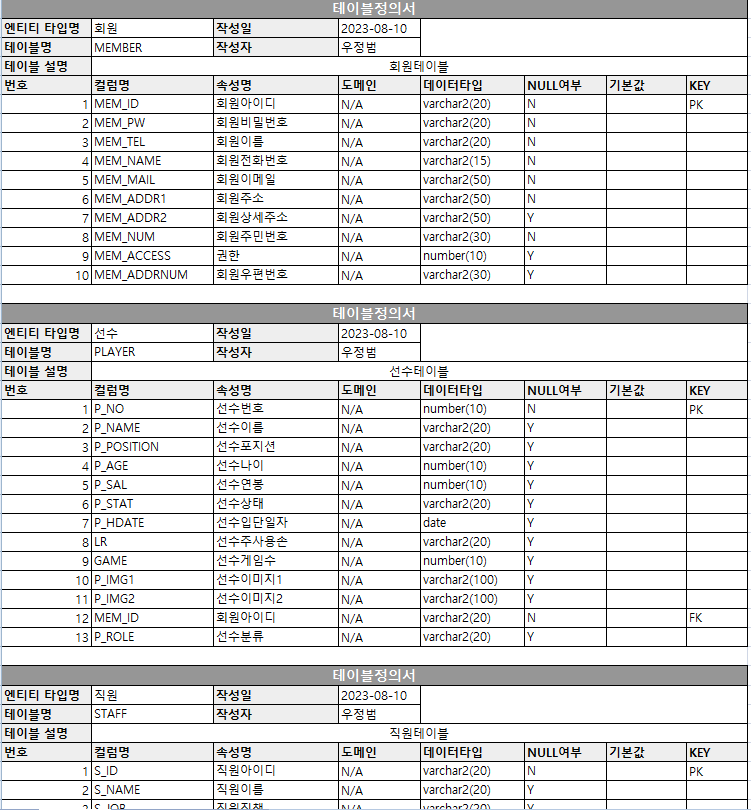 테이블정의서
엔티티 타입명 회원 작성일 2023-08-10
테이블명 MEMBER 작성자 우정범
테이블 설명 회원테이블
번호 컬럼명 속성명 도메인 데이터타입 NULL여부 기본값 KEY
1 MEM_ID 회원아이디 N/A varchar2(20) N PK
2 MEM_PW 회원비밀번호 N/A varchar2(20) N
3 MEM_TEL 회원이름 N/A varchar2(20) N
4 MEM_NAME 회원전화번호 N/A varchar2(15) N
5 MEM_MAIL 회원이메일 N/A varchar2(50) N
6 MEM_ADDR1 회원주소 N/A varchar2(50) N
7 MEM_ADDR2 회원상세주소 N/A varchar2(50) Y
8 MEM_NUM 회원주민번호 N/A varchar2(30) N
9 MEM_ACCESS 권한 N/A number(10) Y
10 MEM_ADDRNUM 회원우편번호 N/A varchar2(30) Y
테이블정의서
엔티티 타입명 선수 작성일 2023-08-10
테이블명 PLAYER 작성자 우정범
테이블 설명 선수테이블
번호 컬럼명 속성명 도메인 데이터타입 NULL여부 기본값 KEY
1 P_NO 선수번호 N/A number(10) N PK
2 P_NAME 선수이름 N/A varchar2(20) Y
3 P_POSITION 선수포지션 N/A varchar2(20) Y
4 P_AGE 선수나이 N/A number(10) Y
5 P_SAL 선수연봉 N/A number(10) Y
6 P_STAT 선수상태 N/A varchar2(20) Y
7 P_HDATE 선수입단일자 N/A date Y
8 LR 선수주사용손 N/A varchar2(20) Y
9 GAME 선수게임수 N/A number(10) Y
10 P_IMG1 선수이미지1 N/A varchar2(100) Y
11 P_IMG2 선수이미지2 N/A varchar2(100) Y
12 MEM_ID 회원아이디 N/A varchar2(20) N FK
13 P_ROLE 선수분류 N/A varchar2(20) Y
테이블정의서
엔티티 타입명 직원 작성일 2023-08-10
테이블명 STAFF 작성자 우정범
테이블 설명 직원테이블
번호 컬럼명 속성명 도메인 데이터타입 NULL여부 기본값 KEY
1 S_ID 직원아이디 N/A varchar2(20) N PK
2 S_NAME 직원이름 N/A varchar2(20) Y